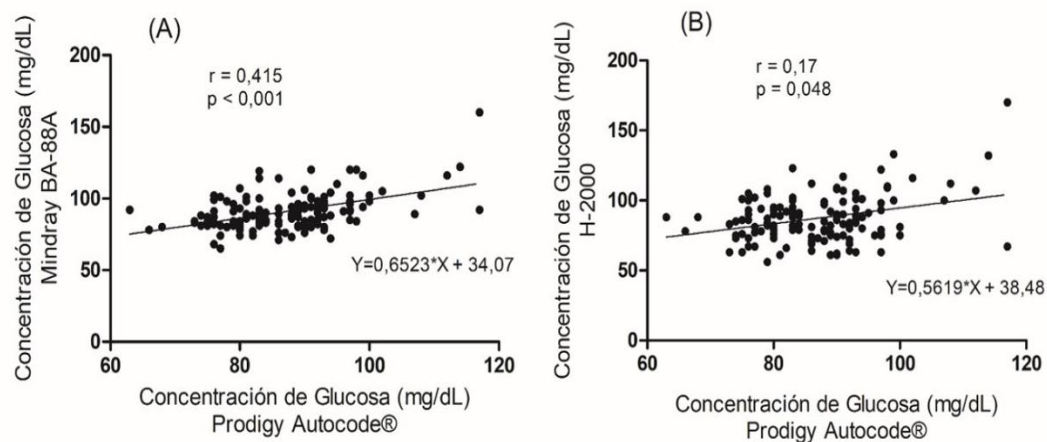 (A)
Concentración de Glucosa (mg/dL)
Mindray BA-88A
200
150
100
50
0
r = 0,415
p < 0,001
Y=0,6523*X + 34,07
60
80
100
120
Concentración de Glucosa (mg/dL)
Prodigy Autocode®
(B)
Concentración de Glucosa (mg/dL)
H-2000
200
150
100
50
0
r = 0,17
p = 0,048
Y=0,5619*X + 38,48
60
80
100
120
Concentración de Glucosa (mg/dL)
Prodigy Autocode®